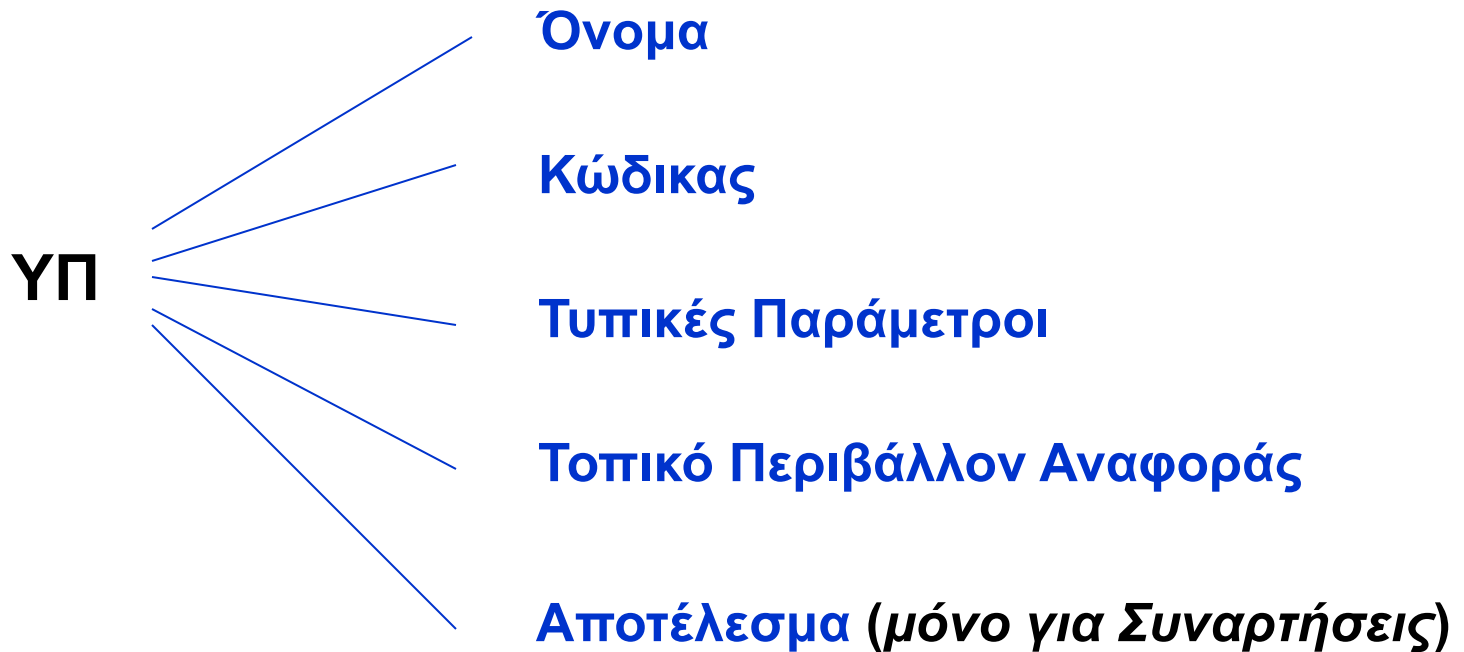 Όνομα
Κώδικας
ΥΠ
Τυπικές Παράμετροι
Τοπικό Περιβάλλον Αναφοράς
Αποτέλεσμα (μόνο για Συναρτήσεις)